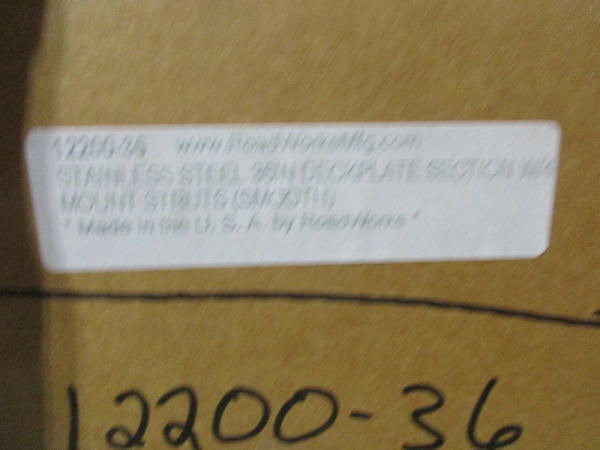 12200-36 www.RoadWorksMfg.com
STAINLESS STEEL 36IN DECKPLATE SECTION
MOUNT STRUTS (SMOOTH)
" Made in the U. S. A. by RoadWorks "
12200-36